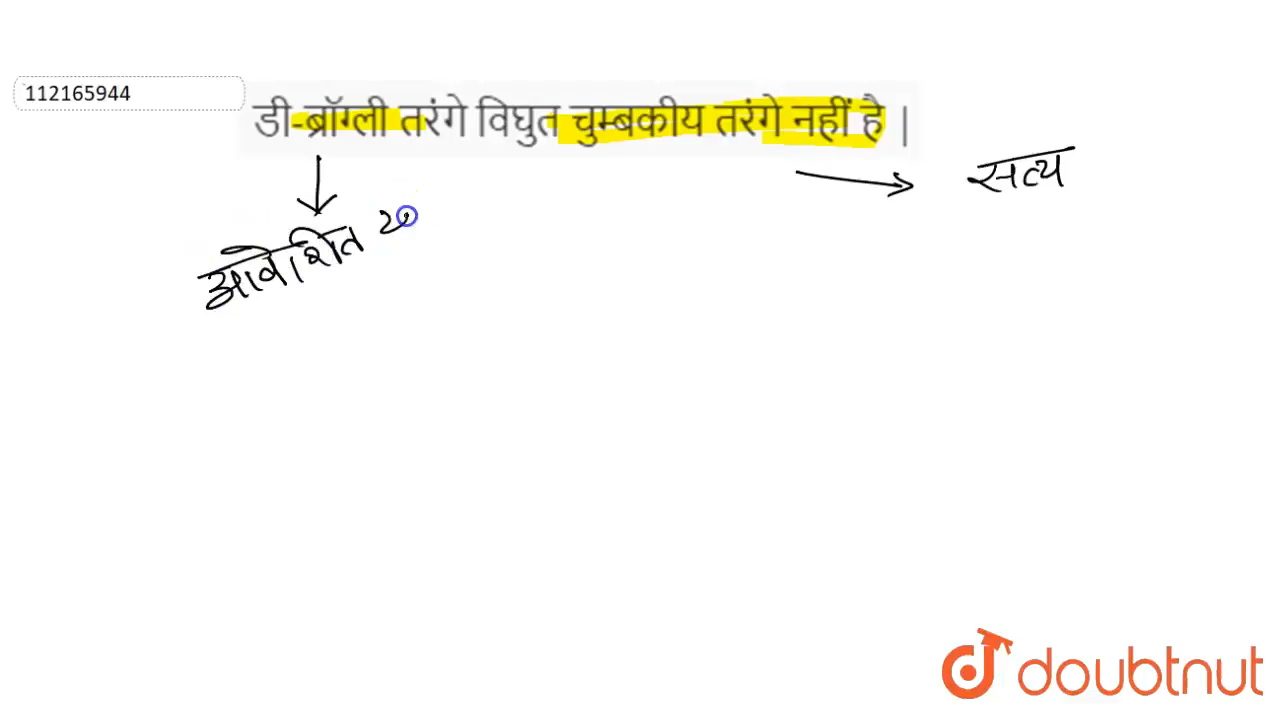 112165944
डी-ब्रॉग्ली तरंगे विघुत चुम्बकीय तरंगे नहीं है |
सत्य
आवेशित
doubtnut